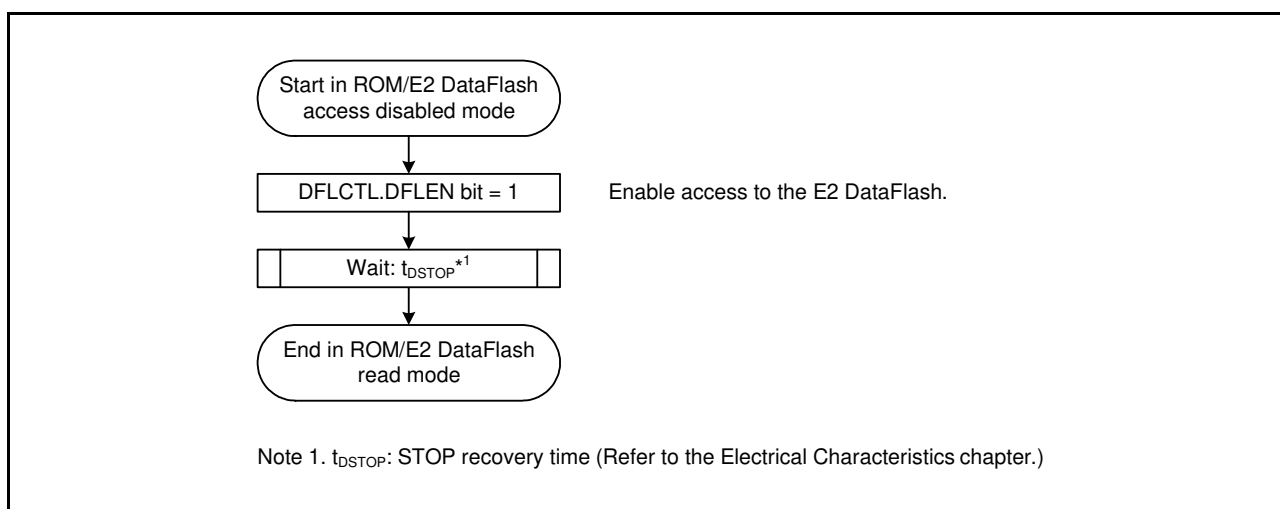 Start in ROM/E2 DataFlash
access disabled mode
DFLCTL.DFLEN bit = 1
Enable access to the E2 DataFlash.
Wait: tDSTOP*1
End in ROM/E2 DataFlash
read mode
Note 1. tDSTOP: STOP recovery time (Refer to the Electrical Characteristics chapter.)